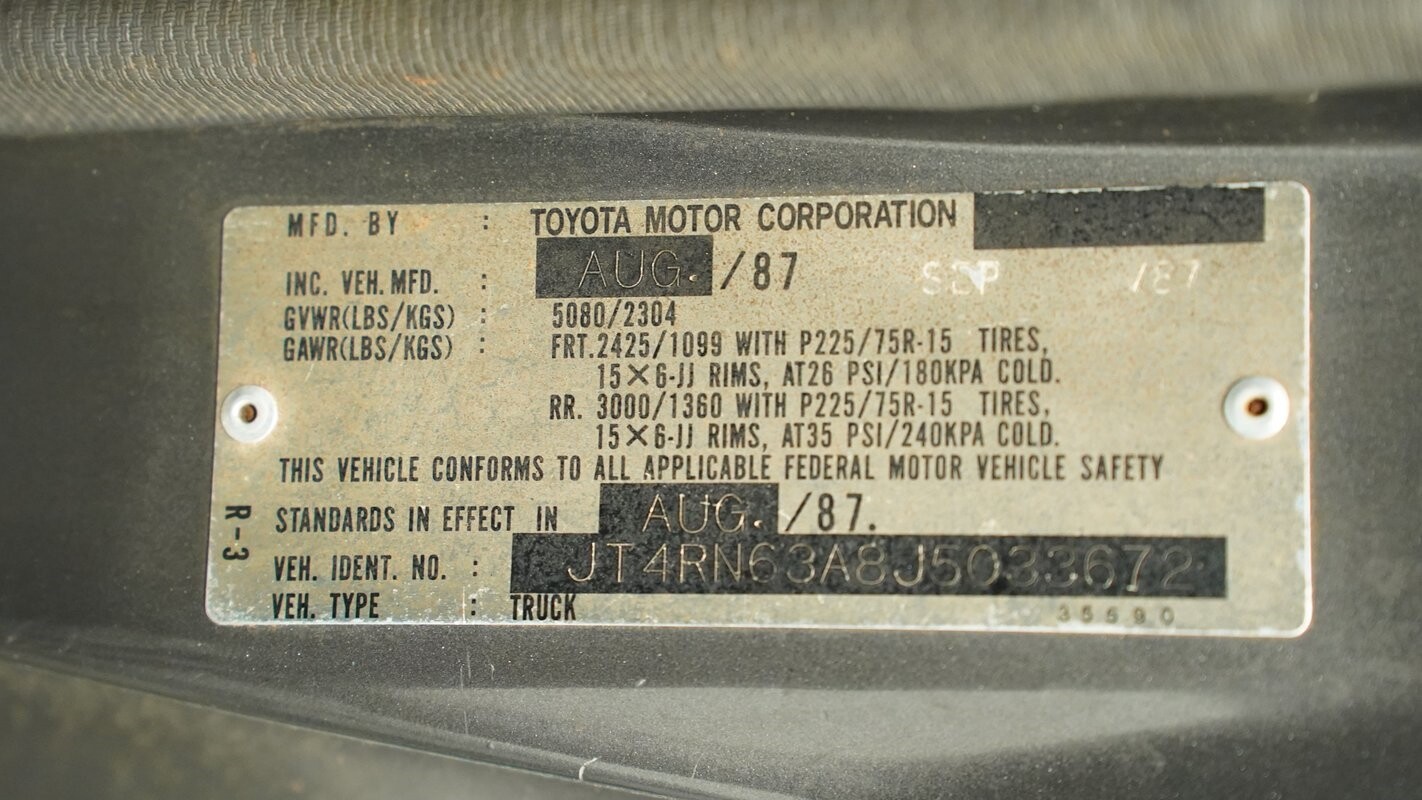 MFD. BY : TOYOTA MOTOR CORPORATION
INC. VEH. MFD. : AUG. /87 /87
GVWR(LBS/KGS) : 5080/2304
GAWR(LBS/KGS) : FRT. 2425/1099 WITH P225/75R-15 TIRES,
15×6-JJ RIMS, AT26 PSI/180KPA COLD.
RR. 3000/1360 WITH P225/75R-15 TIRES,
15×6-JJ RIMS, AT35 PSI/240KPA COLD.
THIS VEHICLE CONFORMS TO ALL APPLICABLE FEDERAL MOTOR VEHICLE SAFETY
STANDARDS IN EFFECT IN AUG. /87.
VEH. IDENT. NO. : JT4RN63A8J5033672
VEH. TYPE : TRUCK
R-3